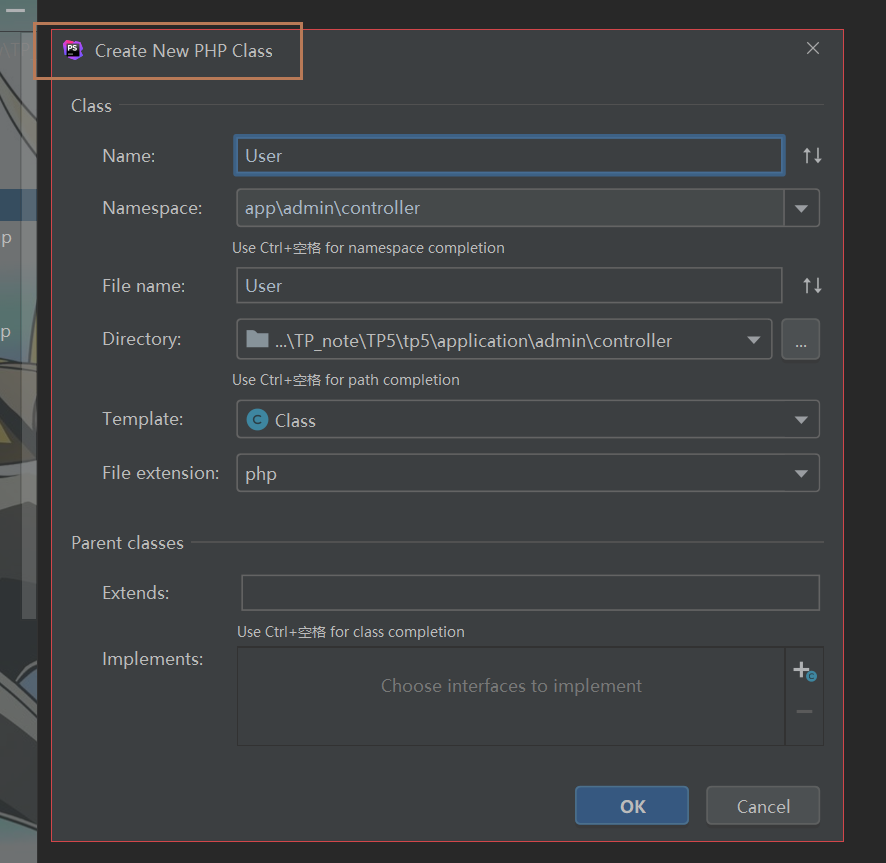 PS Create New PHP Class
Class
Name: User
Namespace: app\admin\controller
Use Ctrl+空格 for namespace completion
File name: User
Directory: ...\TP_note\TP5\tp5\application\admin\controller ...
Use Ctrl+空格 for path completion
Template: C Class
File extension: php
Parent classes
Extends:
Use Ctrl+空格 for class completion
Implements:
Choose interfaces to implement
OK Cancel
p
p